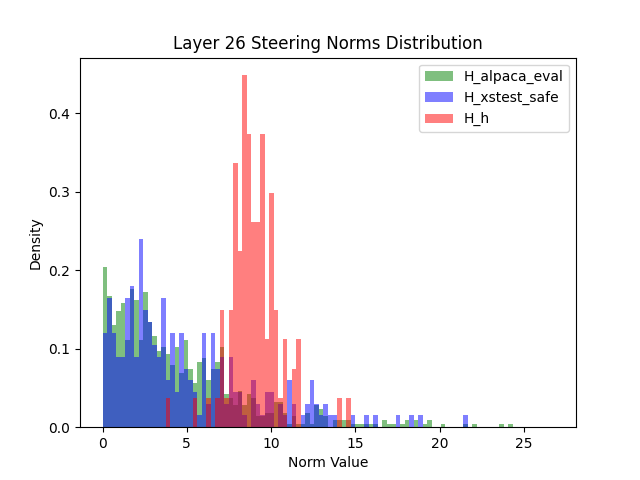 Layer 26 Steering Norms Distribution
H_alpaca_eval
H_xstest_safe
H_h
Density
0.4
0.3
0.2
0.1
0.0
0 5 10 15 20 25
Norm Value